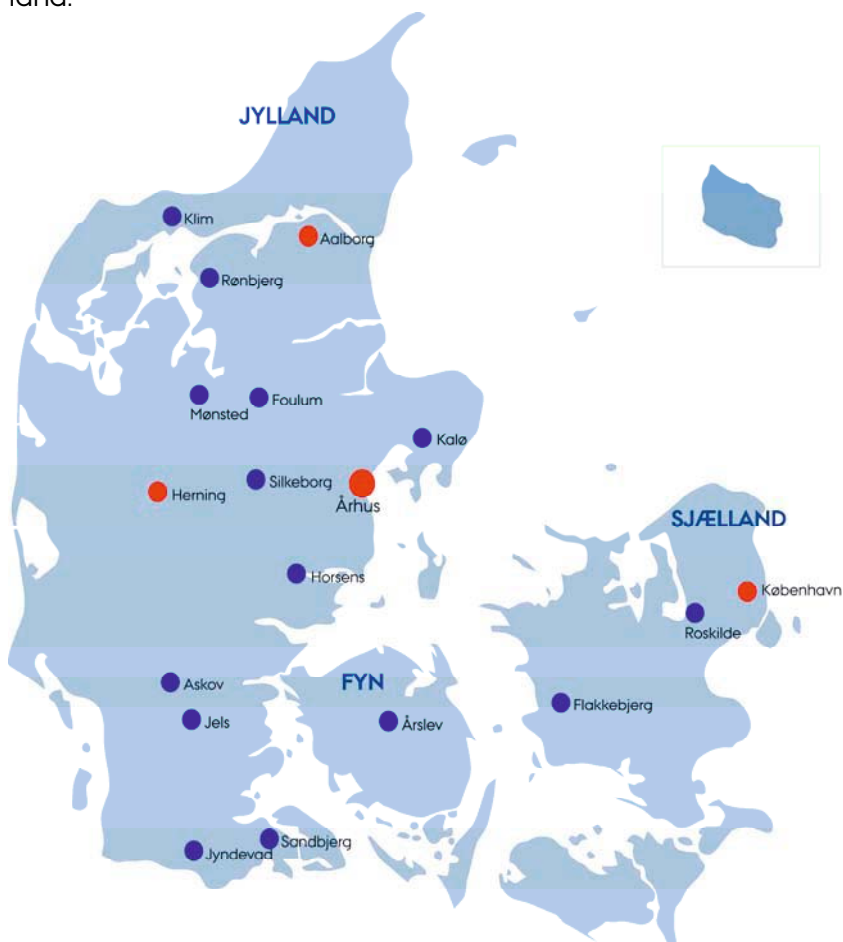 land.
JYLLAND
Klim
Aalborg
Rønbjerg
Mønsted
Foulum
Kalø
Herning
Silkeborg
Århus
SJÆLLAND
Horsens
København
Roskilde
Askov
FYN
Jels
Årslev
Flakkebjerg
Sandbjerg
Jyndevad